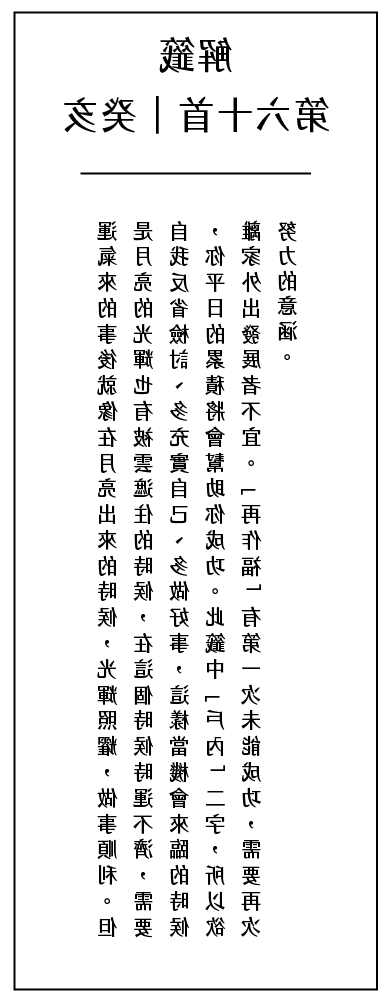 解籤
第六十首｜癸亥
運氣來的事後就像在月亮出來的時候，光輝照耀，做事順利。但
是月亮的光輝也有被雲遮住的時候，在這個時候時運不濟，需要
自我反省檢討、多充實自己、多做好事，這樣當機會來臨的時候
，你平日的累積將會幫助你成功。此籤中「戶內」二字，所以欲
離家外出發展者不宜。「再作福」有第一次未能成功，需要再次
努力的意涵。